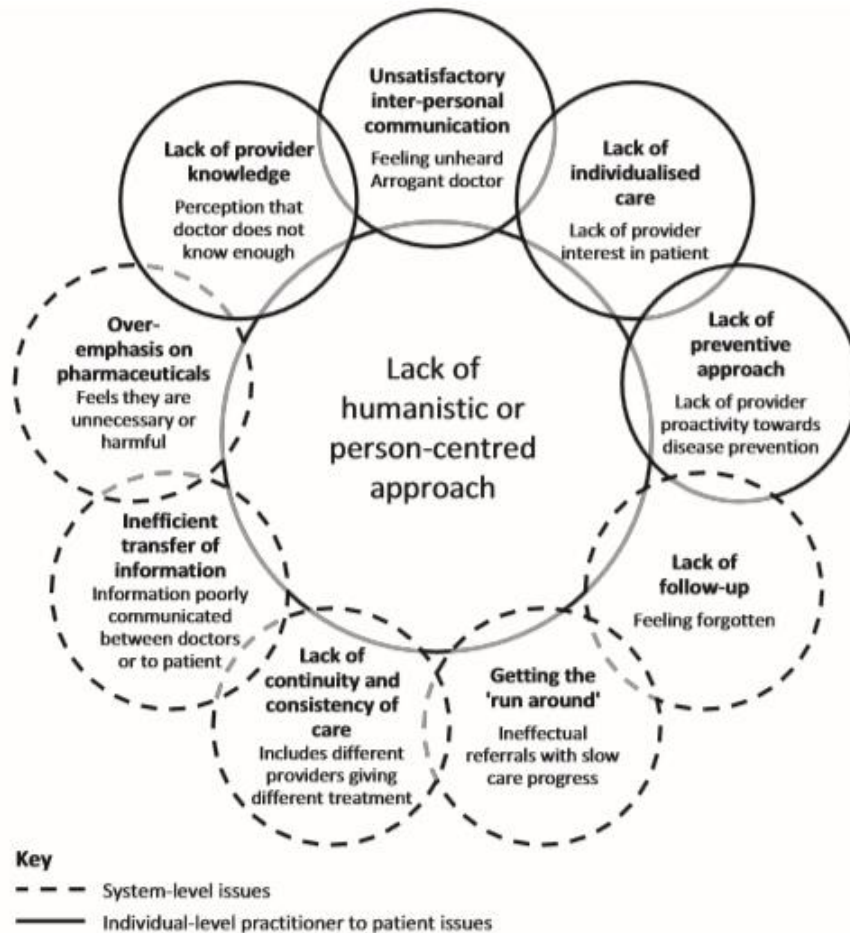 Unsatisfactory
inter-personal
communication
Feeling unheard
Arrogant doctor
Lack of
individualised
care
Lack of provider
interest in patient
Lack of
preventive
approach
Lack of provider
proactivity towards
disease prevention
Lack of
follow-up
Feeling forgotten
Getting the
'run around'
Ineffectual
referrals with slow
care progress
Lack of
continuity and
consistency of
care
Includes different
providers giving
different treatment
Inefficient
transfer of
information
Information poorly
communicated
between doctors
or to patient
Over-
emphasis on
pharmaceuticals
Feels they are
unnecessary or
harmful
Lack of provider
knowledge
Perception that
doctor does not
know enough
Lack of
humanistic or
person-centred
approach
Key
System-level issues
Individual-level practitioner to patient issues